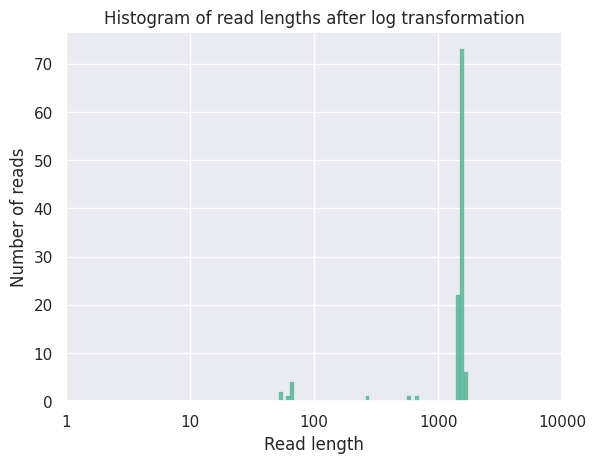 Histogram of read lengths after log transformation
Number of reads
70
60
50
40
30
20
10
0
1 10 100 1000 10000
Read length